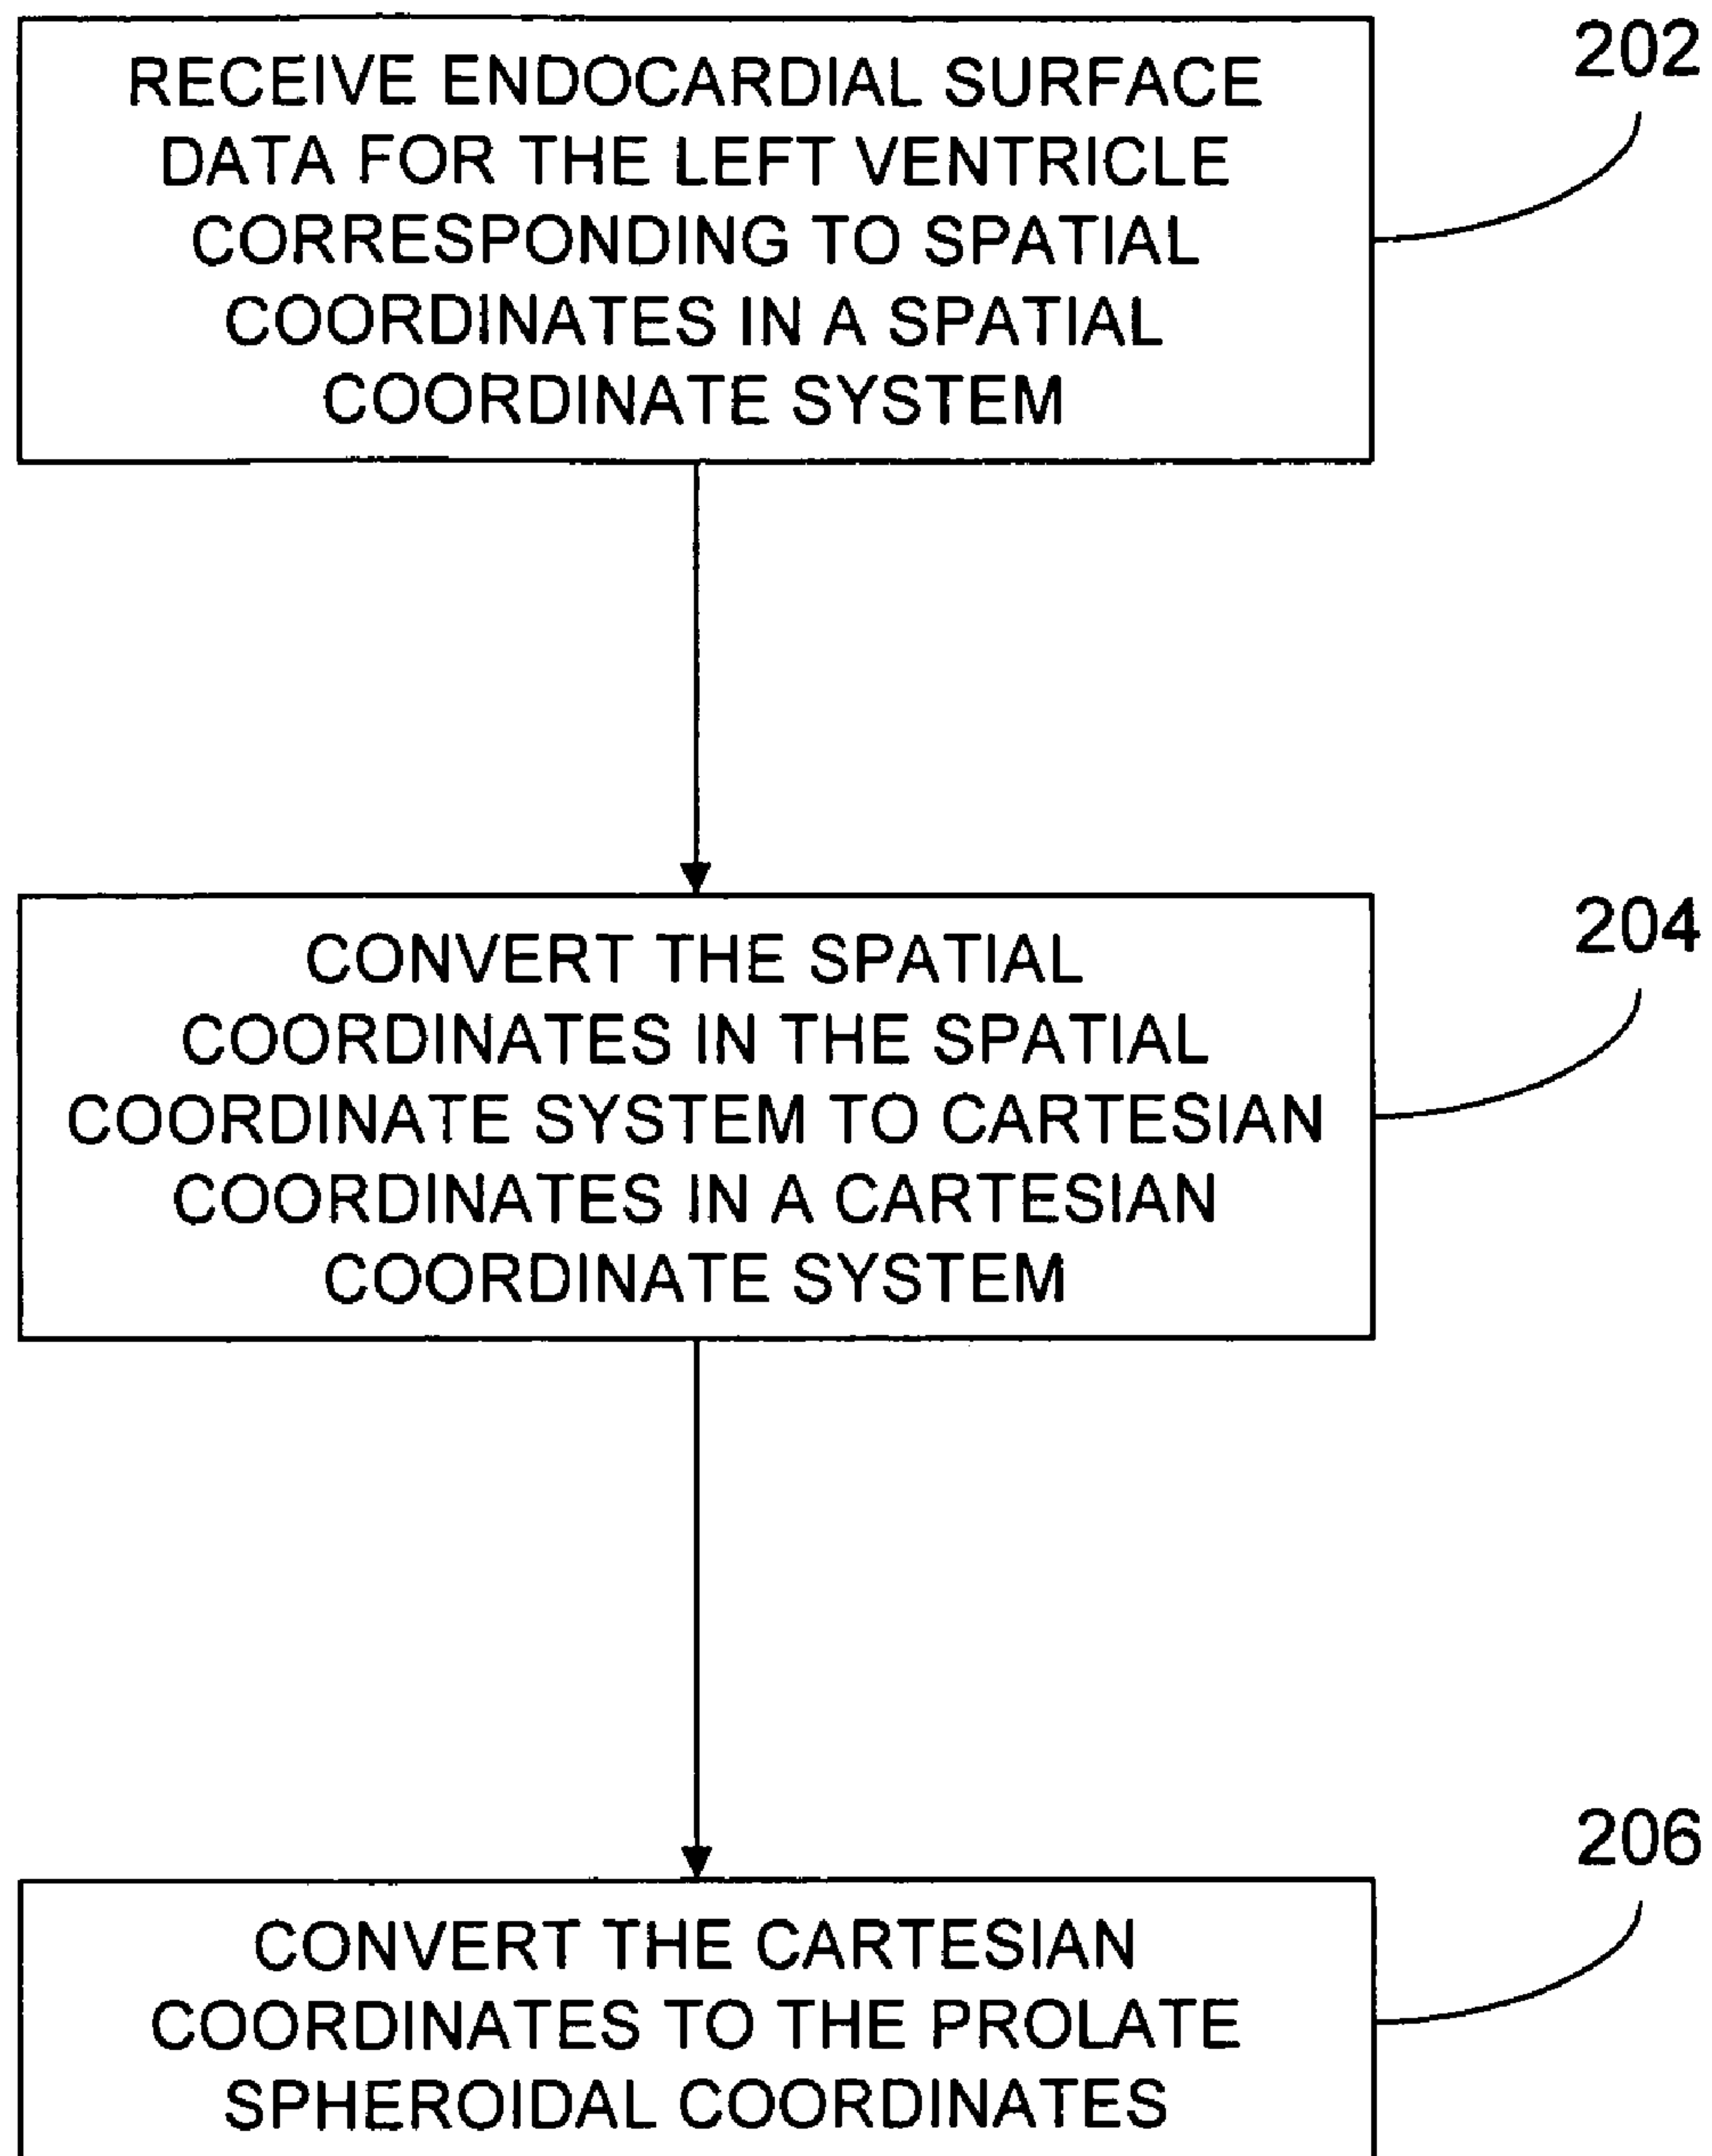 RECEIVE ENDOCARDIAL SURFACE
DATA FOR THE LEFT VENTRICLE
CORRESPONDING TO SPATIAL
COORDINATES IN A SPATIAL
COORDINATE SYSTEM
202
CONVERT THE SPATIAL
COORDINATES IN THE SPATIAL
COORDINATE SYSTEM TO CARTESIAN
COORDINATES IN A CARTESIAN
COORDINATE SYSTEM
204
CONVERT THE CARTESIAN
COORDINATES TO THE PROLATE
SPHEROIDAL COORDINATES
206